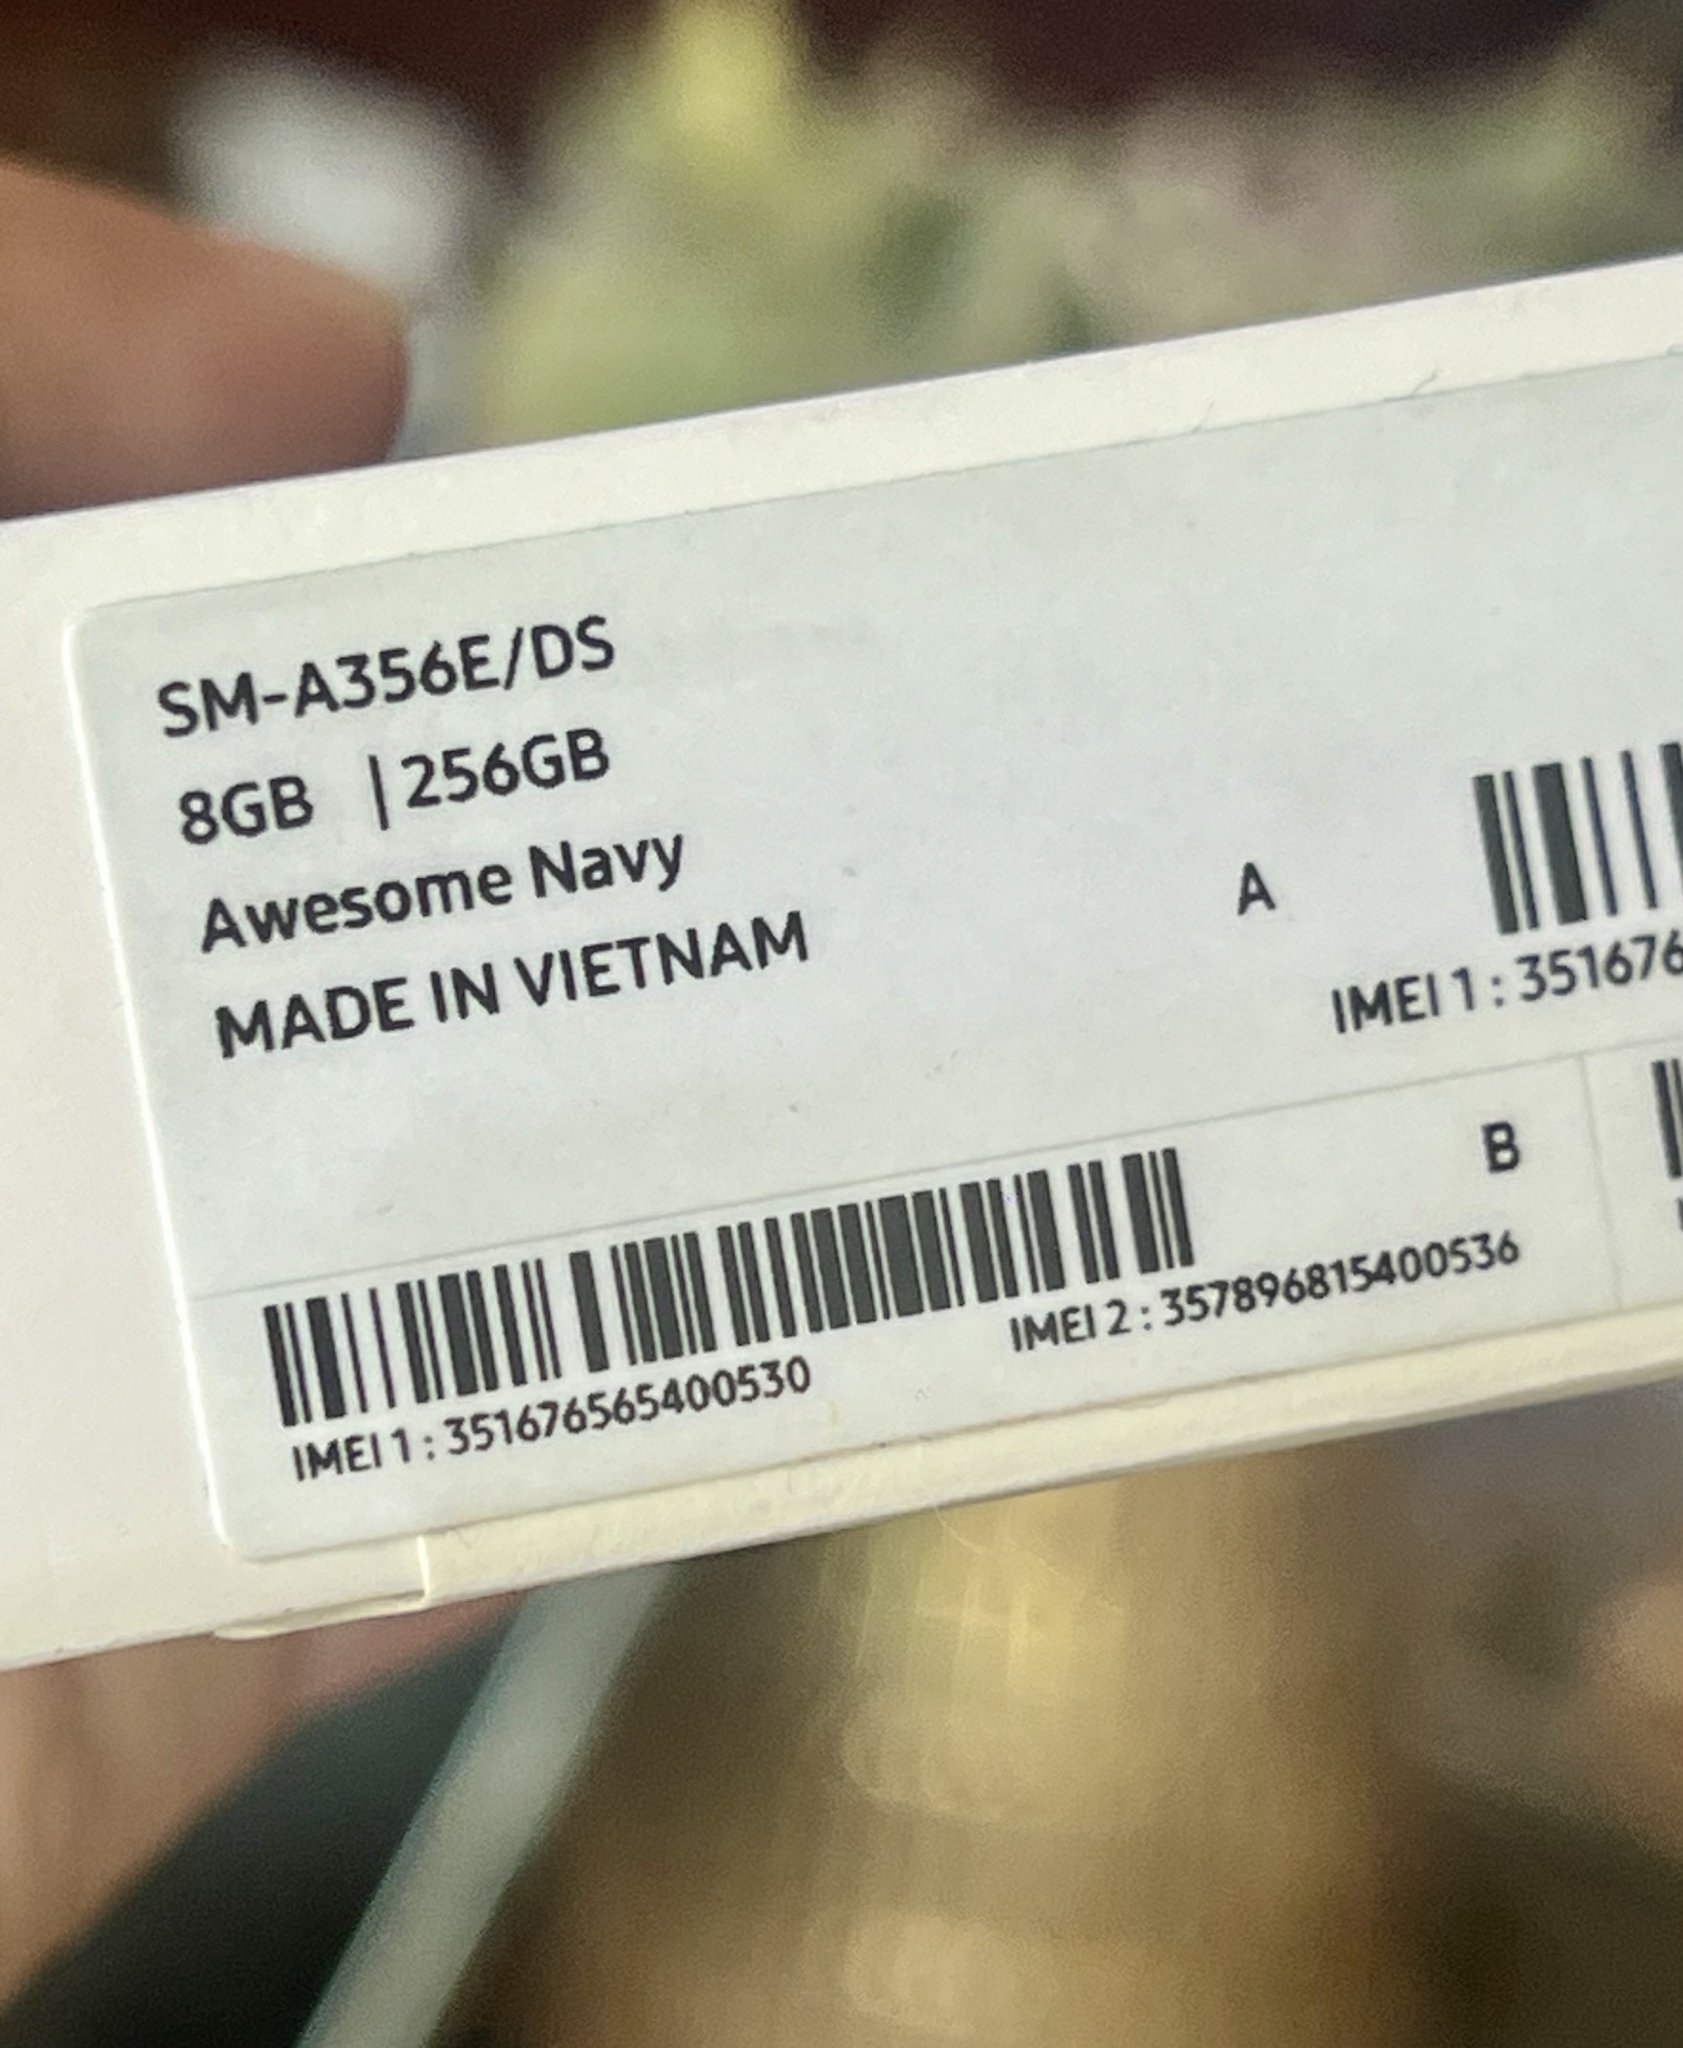 SM-A356E/DS
8GB | 256GB
Awesome Navy
MADE IN VIETNAM
A
IMEI 1 : 351676
B
IMEI 1 : 351676565400530
IMEI 2 : 357896815400536